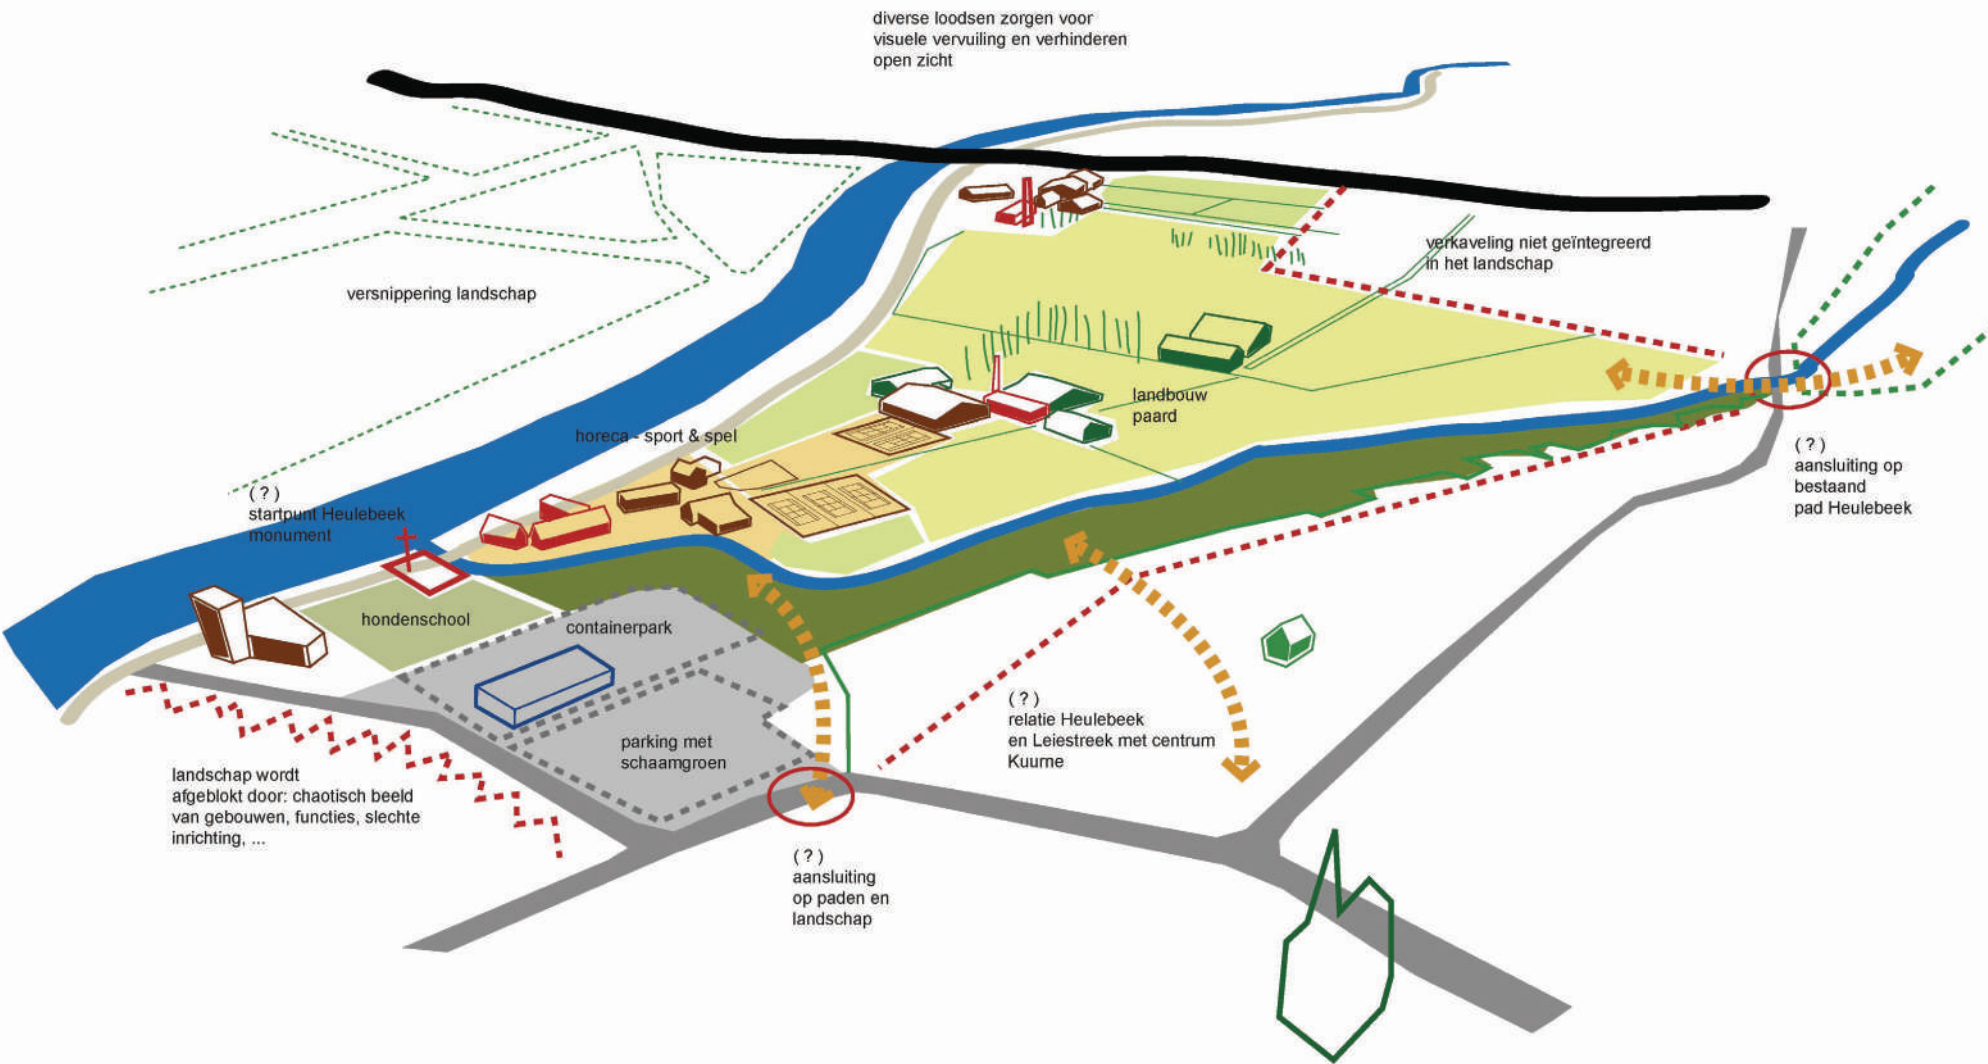 diverse loodsen zorgen voor
visuele vervuiling en verhinderen
open zicht
verkaveling niet geïntegreerd
in het landschap
versnippering landschap
landbouw
paard
horeca - sport & spel
( ? )
aansluiting op
bestaand
pad Heulebeek
( ? )
startpunt Heulebeek
monument
hondenschool
containerpark
( ? )
relatie Heulebeek
en Leiestreek met centrum
Kuurne
parking met
schaamgroen
landschap wordt
afgeblokt door: chaotisch beeld
van gebouwen, functies, slechte
inrichting, ...
( ? )
aansluiting
op paden en
landschap